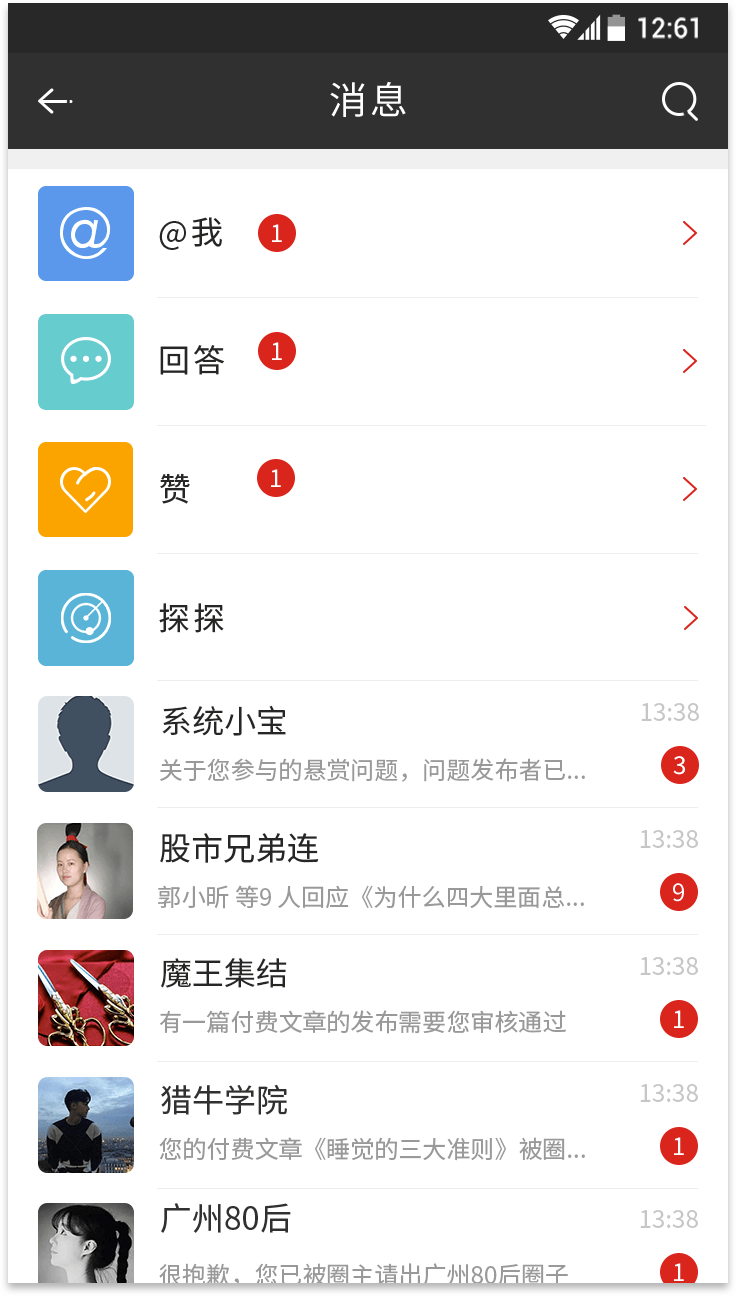 12:61
消息
@我 1
回答 1
赞 1
探探
系统小宝 13:38
关于您参与的悬赏问题，问题发布者已... 3
股市兄弟连 13:38
郭小昕 等9 人回应《为什么四大里面总... 9
魔王集结 13:38
有一篇付费文章的发布需要您审核通过 1
猎牛学院 13:38
您的付费文章《睡觉的三大准则》被圈... 1
广州80后 13:38
很抱歉，您已被圈主请出广州80后圈子 1